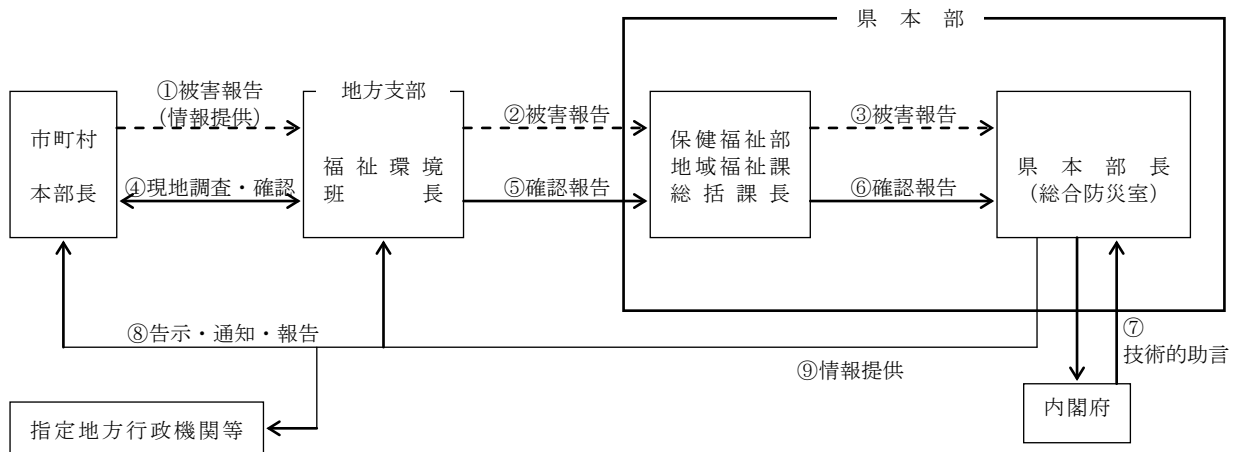 県 本 部
①被害報告
(情報提供)
市町村
本部長
④現地調査・確認
地方支部
福祉環境
班 長
②被害報告
⑤確認報告
保健福祉部
地域福祉課
総括課長
③被害報告
⑥確認報告
県 本 部 長
(総合防災室)
⑧告示・通知・報告
⑦
技術的助言
⑨情報提供
内閣府
指定地方行政機関等